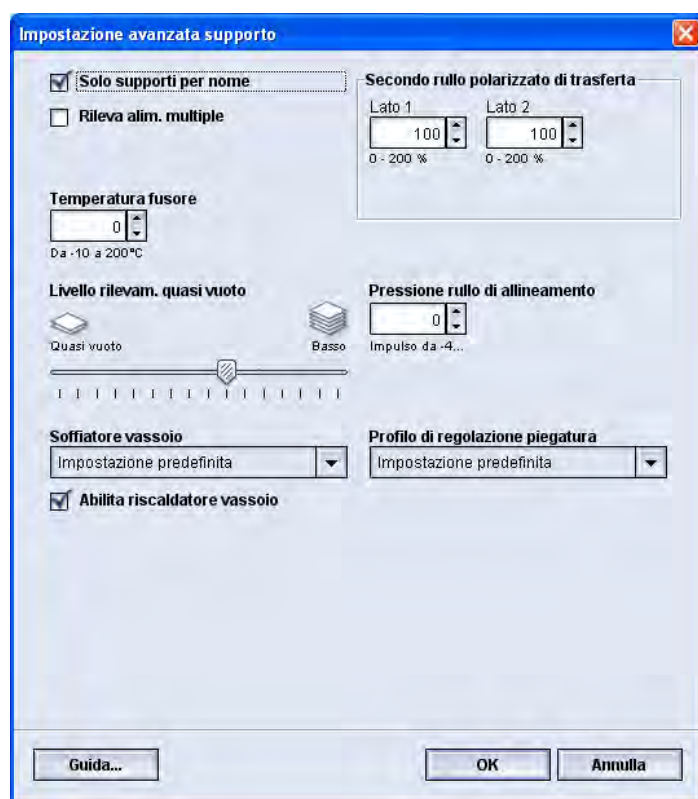 Impostazione avanzata supporto
Solo supporti per nome
Rileva alim. multiple
Secondo rullo polarizzato di trasferta
Lato 1
Lato 2
100
100
0 - 200 %
0 - 200 %
Temperatura fusore
0
Da -10 a 200°C
Livello rilevam. quasi vuoto
Quasi vuoto
Basso
Pressione rullo di allineamento
0
Impulso da -4...
Soffiatore vassoio
Impostazione predefinita
Profilo di regolazione piegatura
Impostazione predefinita
Abilita riscaldatore vassoio
Guida...
OK
Annulla